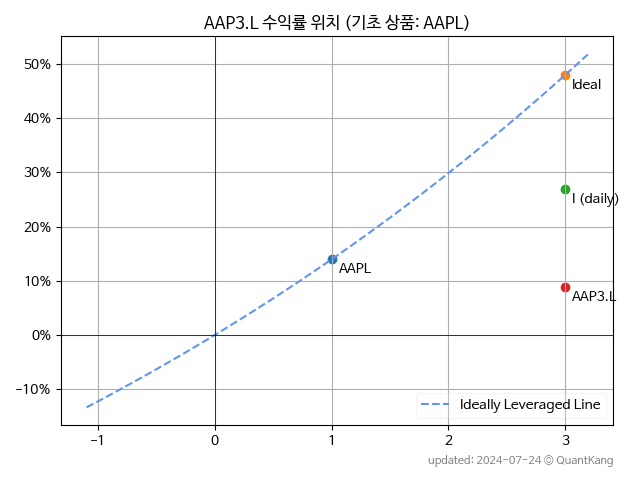 AAP3.L 수익률 위치 (기초 상품: AAPL)
50%
40%
30%
20%
10%
0%
−10%
Ideal
I (daily)
AAPL
AAP3.L
Ideally Leveraged Line
−1 0 1 2 3
updated: 2024-07-24 © QuantKang